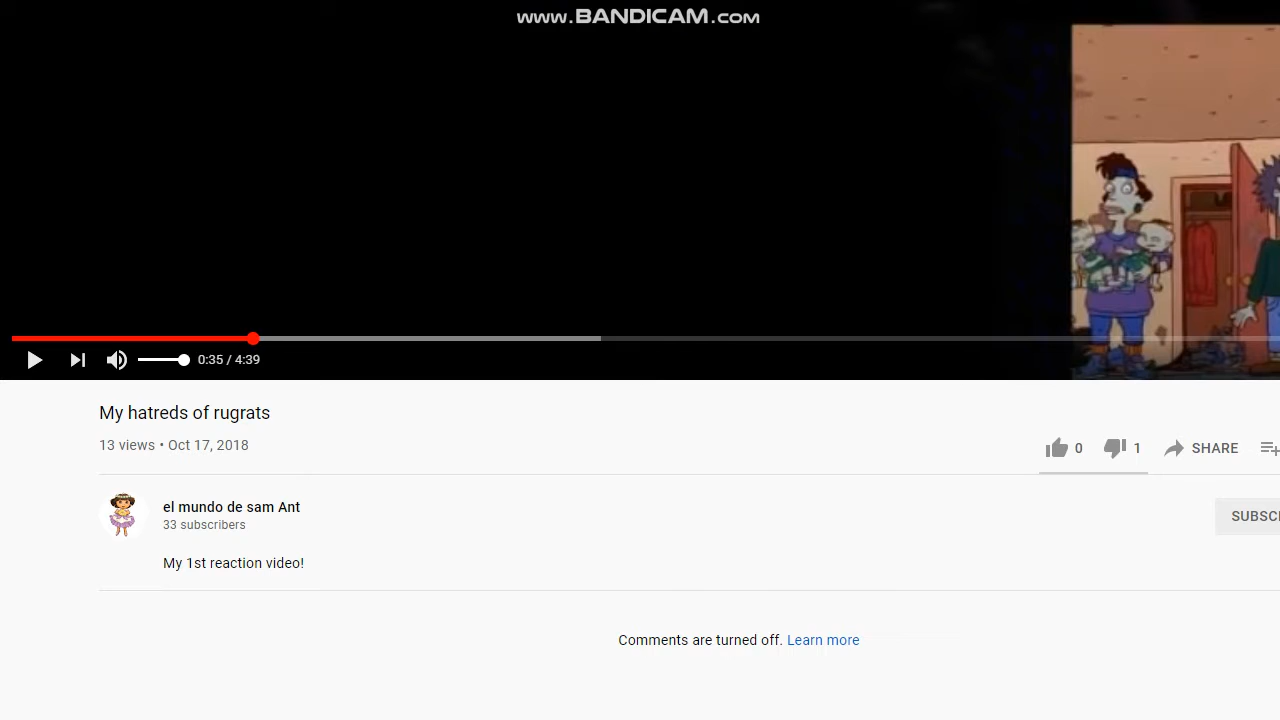 www.BANDICAM.com
0:35 / 4:39
My hatreds of rugrats
13 views • Oct 17, 2018
0 1 SHARE
el mundo de sam Ant
33 subscribers
SUBSC
My 1st reaction video!
Comments are turned off. Learn more